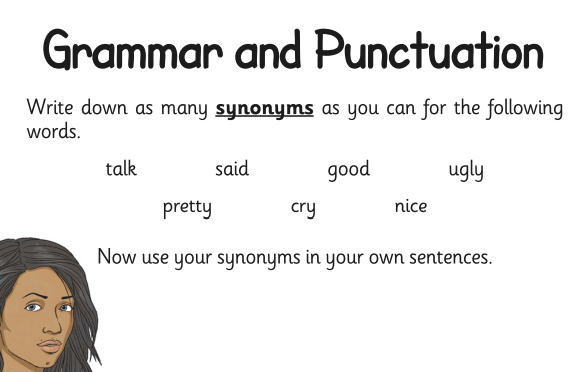 Grammar and Punctuation
Write down as many synonyms as you can for the following
words.
talk said good ugly
pretty cry nice
Now use your synonyms in your own sentences.